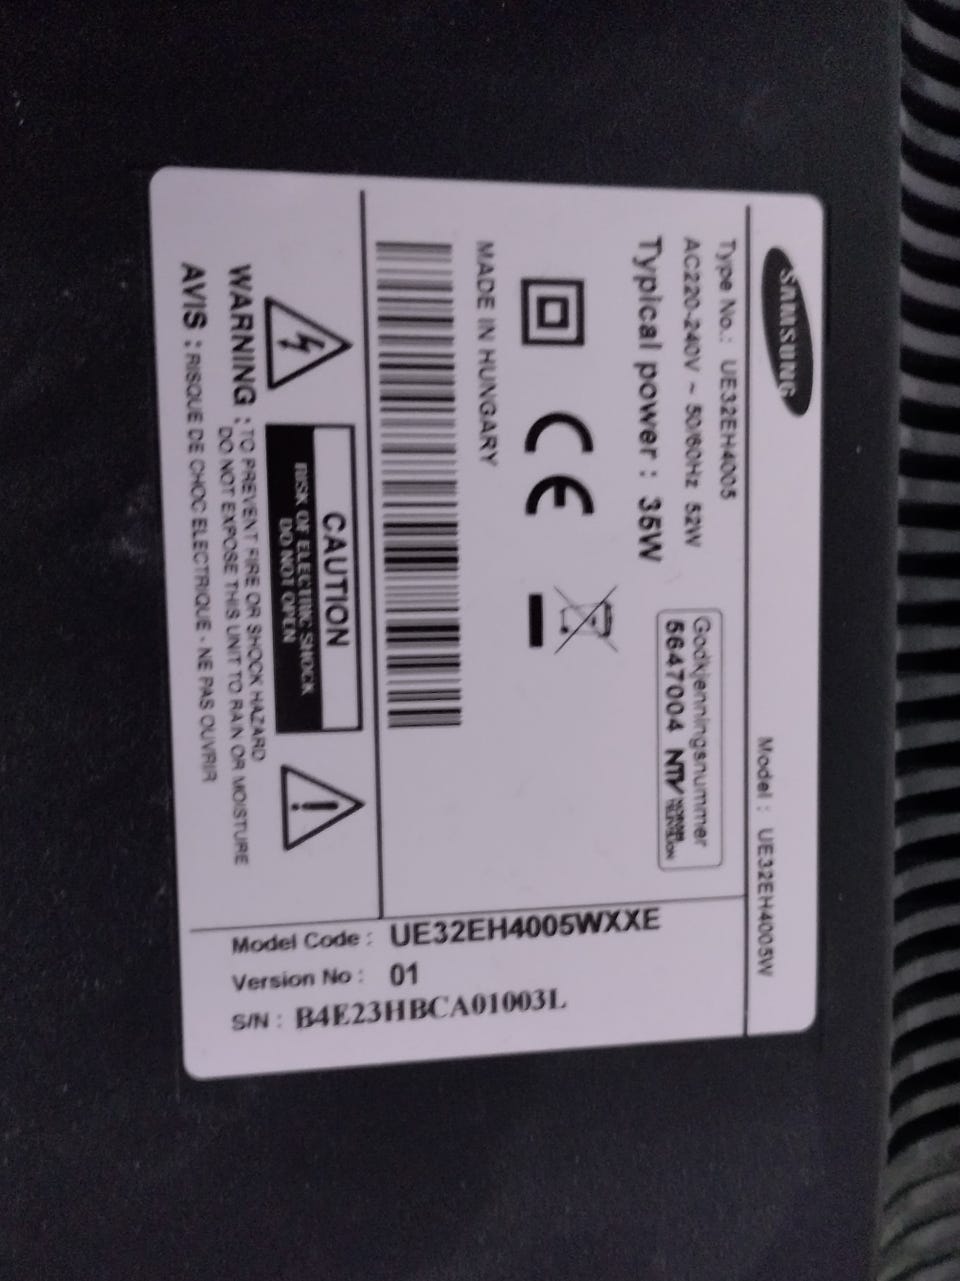 SAMSUNG
Model : UE32EH4005W
Type No.: UE32EH4005
AC220-240V ~ 50/60Hz 52W
Typical power : 35W
Godkjenningsnummer
5647004 NTV
CE
MADE IN HUNGARY
CAUTION
RISK OF ELECTRIC SHOCK
DO NOT OPEN
WARNING : TO PREVENT FIRE OR SHOCK HAZARD
DO NOT EXPOSE THIS UNIT TO RAIN OR MOISTURE
AVIS : RISQUE DE CHOC ELECTRIQUE - NE PAS OUVRIR
Model Code : UE32EH4005WXXE
Version No : 01
S/N : B4E23HBCA01003L